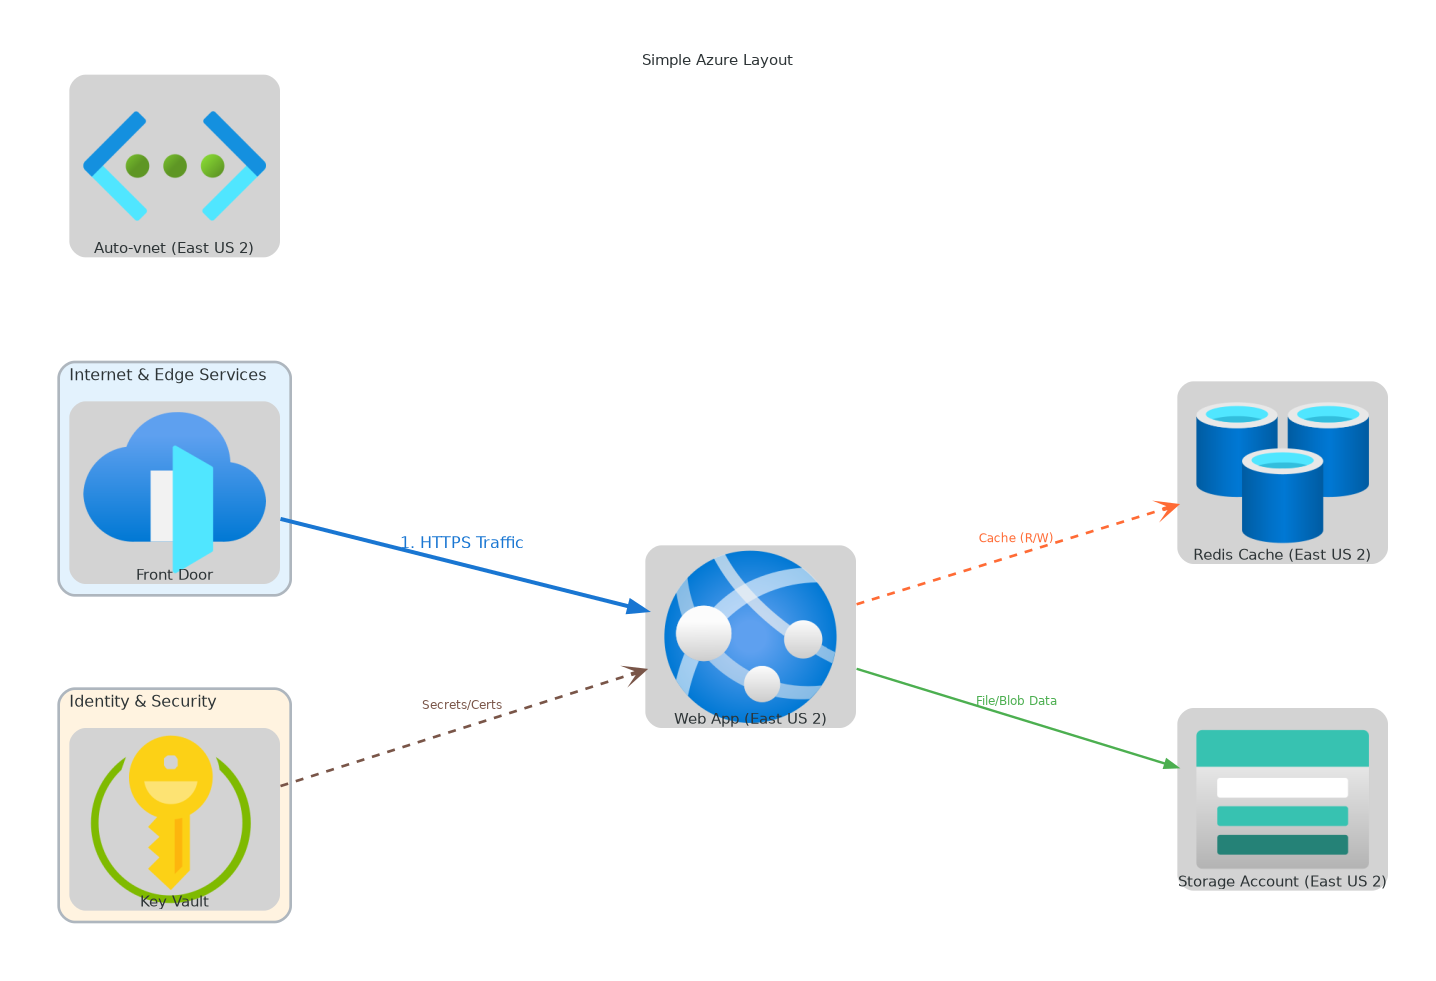 Simple Azure Layout
Auto-vnet (East US 2)
Internet & Edge Services
Front Door
1. HTTPS Traffic
Identity & Security
Key Vault
Secrets/Certs
Web App (East US 2)
Cache (R/W)
Redis Cache (East US 2)
File/Blob Data
Storage Account (East US 2)